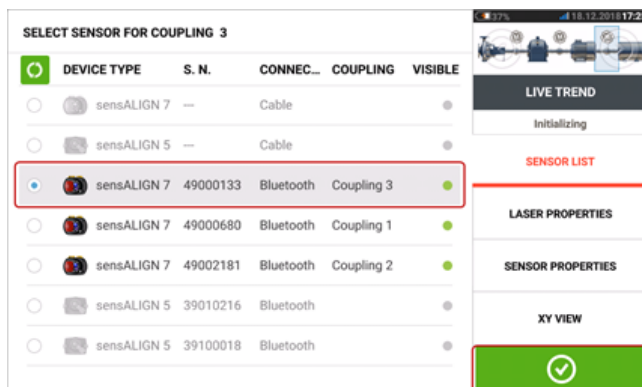 SELECT SENSOR FOR COUPLING 3
DEVICE TYPE S. N. CONNEC... COUPLING VISIBLE
sensALIGN 7 --- Cable
sensALIGN 5 --- Cable
sensALIGN 7 49000133 Bluetooth Coupling 3
sensALIGN 7 49000680 Bluetooth Coupling 1
sensALIGN 7 49002181 Bluetooth Coupling 2
sensALIGN 5 39010216 Bluetooth
sensALIGN 5 39100018 Bluetooth
37% 18.12.2018
LIVE TREND
Initializing
SENSOR LIST
LASER PROPERTIES
SENSOR PROPERTIES
XY VIEW